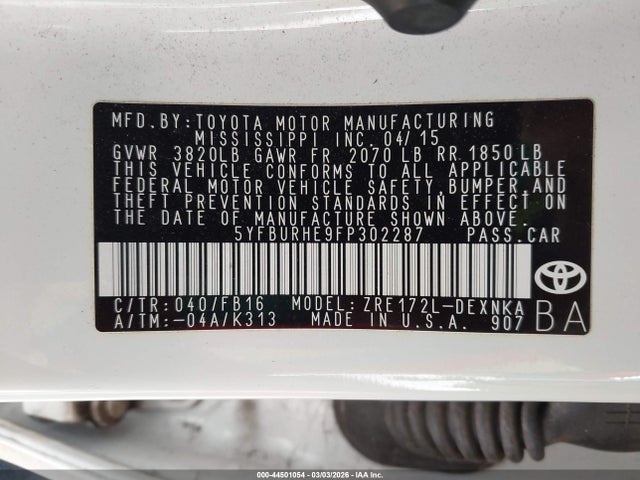 MFD.BY:TOYOTA MOTOR MANUFACTURING
MISSISSIPPI INC. 04/15
GVWR 3820LB GAWR FR 2070 LB RR 1850 LB
THIS VEHICLE CONFORMS TO ALL APPLICABLE
FEDERAL MOTOR VEHICLE SAFETY, BUMPER, AND
THEFT PREVENTION STANDARDS IN EFFECT ON
THE DATE OF MANUFACTURE SHOWN ABOVE.
5YFBURHE9FP302287 PASS.CAR
C/TR: 040/FB16 MODEL: ZRE172L-DEXNKA
A/TM:-04A/K313 MADE IN U.S.A. 907
BA
000-44501054 - 03/03/2026 - IAA Inc.